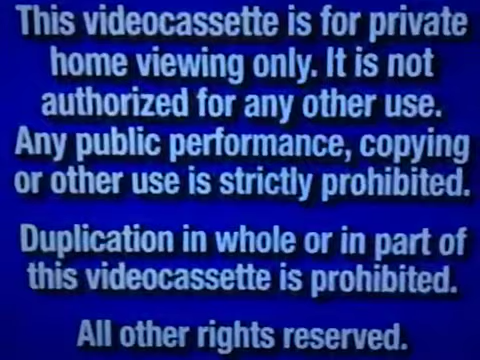 This videocassette is for private
home viewing only. It is not
authorized for any other use.
Any public performance, copying
or other use is strictly prohibited.
Duplication in whole or in part of
this videocassette is prohibited.
All other rights reserved.